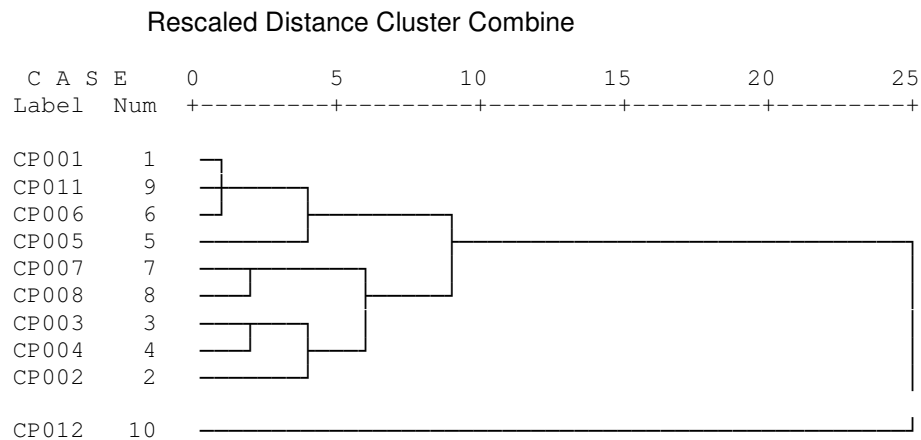 Rescaled Distance Cluster Combine
C A S E 0 5 10 15 20 25
Label Num +---------+---------+---------+---------+---------+
CP001 1
CP011 9
CP006 6
CP005 5
CP007 7
CP008 8
CP003 3
CP004 4
CP002 2
CP012 10